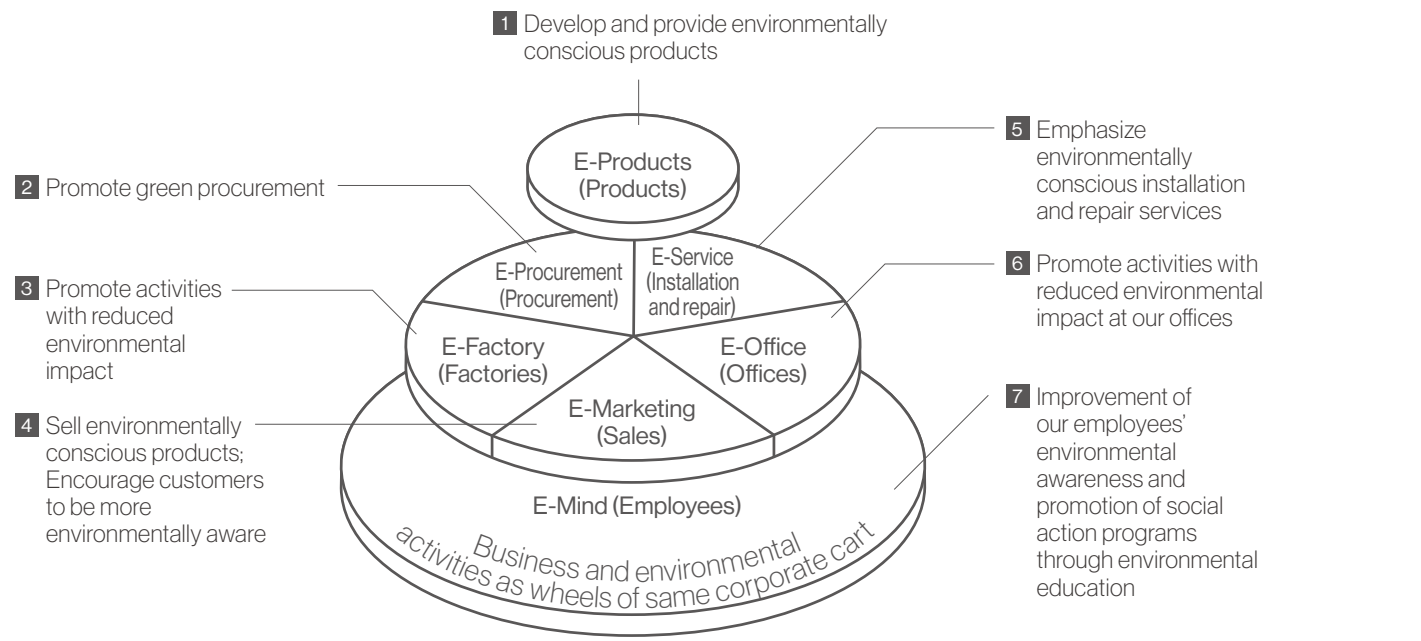 1 Develop and provide environmentally
conscious products
E-Products
(Products)
2 Promote green procurement
3 Promote activities
with reduced
environmental
impact
4 Sell environmentally
conscious products;
Encourage customers
to be more
environmentally aware
E-Procurement
(Procurement)
E-Service
(Installation
and repair)
E-Factory
(Factories)
E-Office
(Offices)
E-Marketing
(Sales)
E-Mind (Employees)
Business and environmental
activities as wheels of same corporate cart
5 Emphasize
environmentally
conscious installation
and repair services
6 Promote activities with
reduced environmental
impact at our offices
7 Improvement of
our employees’
environmental
awareness and
promotion of social
action programs
through environmental
education